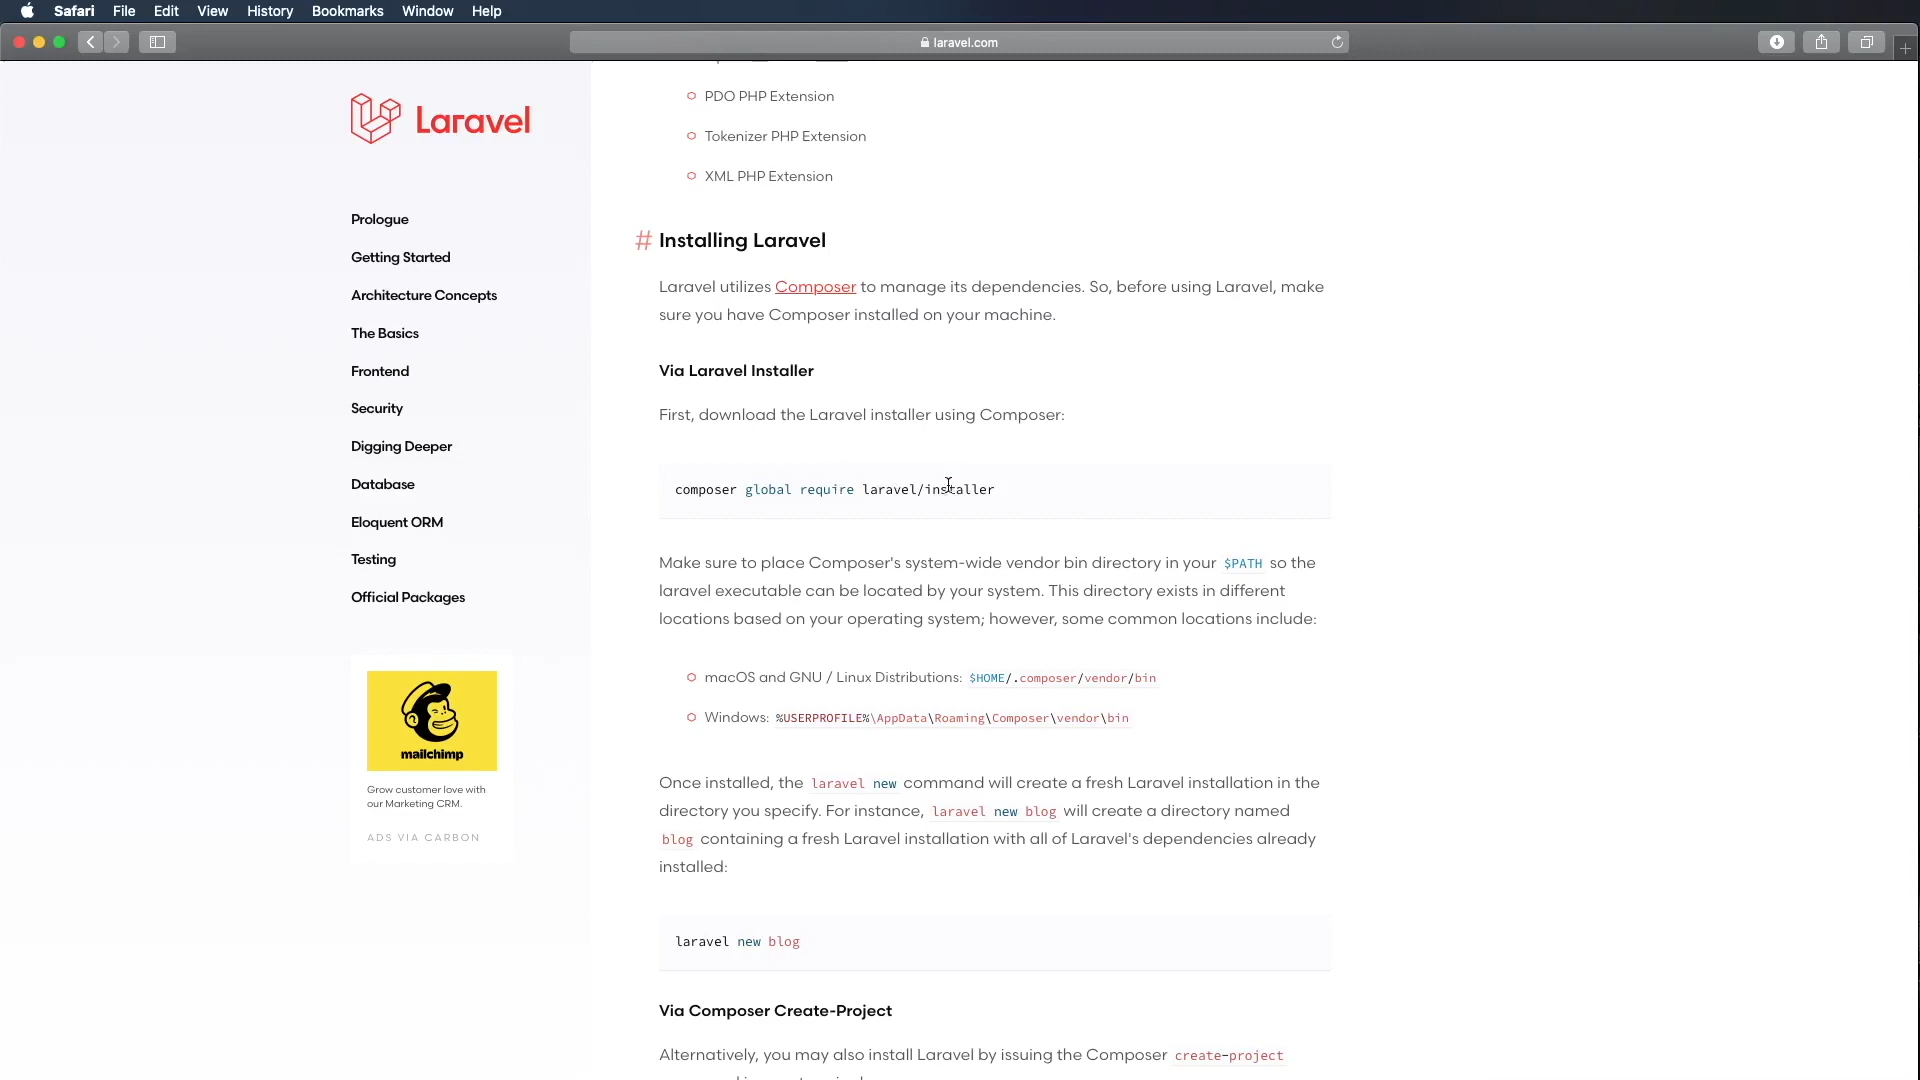 Safari File Edit View History Bookmarks Window Help
laravel.com
Laravel
Prologue
Getting Started
Architecture Concepts
The Basics
Frontend
Security
Digging Deeper
Database
Eloquent ORM
Testing
Official Packages
mailchimp
Grow customer love with
our Marketing CRM.
ADS VIA CARBON
PDO PHP Extension
Tokenizer PHP Extension
XML PHP Extension
# Installing Laravel
Laravel utilizes Composer to manage its dependencies. So, before using Laravel, make
sure you have Composer installed on your machine.
Via Laravel Installer
First, download the Laravel installer using Composer:
composer global require laravel/installer
Make sure to place Composer's system-wide vendor bin directory in your $PATH so the
laravel executable can be located by your system. This directory exists in different
locations based on your operating system; however, some common locations include:
macOS and GNU / Linux Distributions: $HOME/.composer/vendor/bin
Windows: %USERPROFILE%\AppData\Roaming\Composer\vendor\bin
Once installed, the laravel new command will create a fresh Laravel installation in the
directory you specify. For instance, laravel new blog will create a directory named
blog containing a fresh Laravel installation with all of Laravel's dependencies already
installed:
laravel new blog
Via Composer Create-Project
Alternatively, you may also install Laravel by issuing the Composer create-project